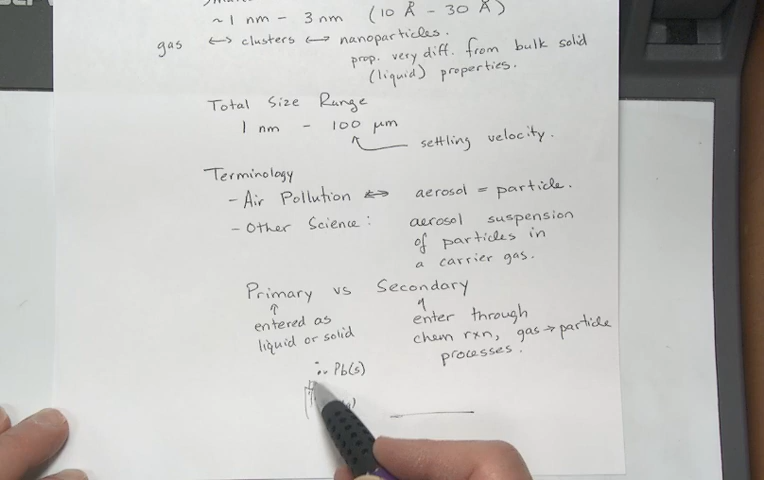 ~ 1 nm - 3 nm (10 Å - 30 Å)
gas ↔ clusters ↔ nanoparticles.
prop. very diff. from bulk solid
(liquid) properties.
Total Size Range
1 nm - 100 µm
settling velocity.
Terminology
- Air Pollution ↔ aerosol = particle.
- Other Science: aerosol suspension
of particles in
a carrier gas.
Primary vs Secondary
↑
entered as
liquid or solid
↑
enter through
chem rxn, gas → particle
processes.
Pb(s)